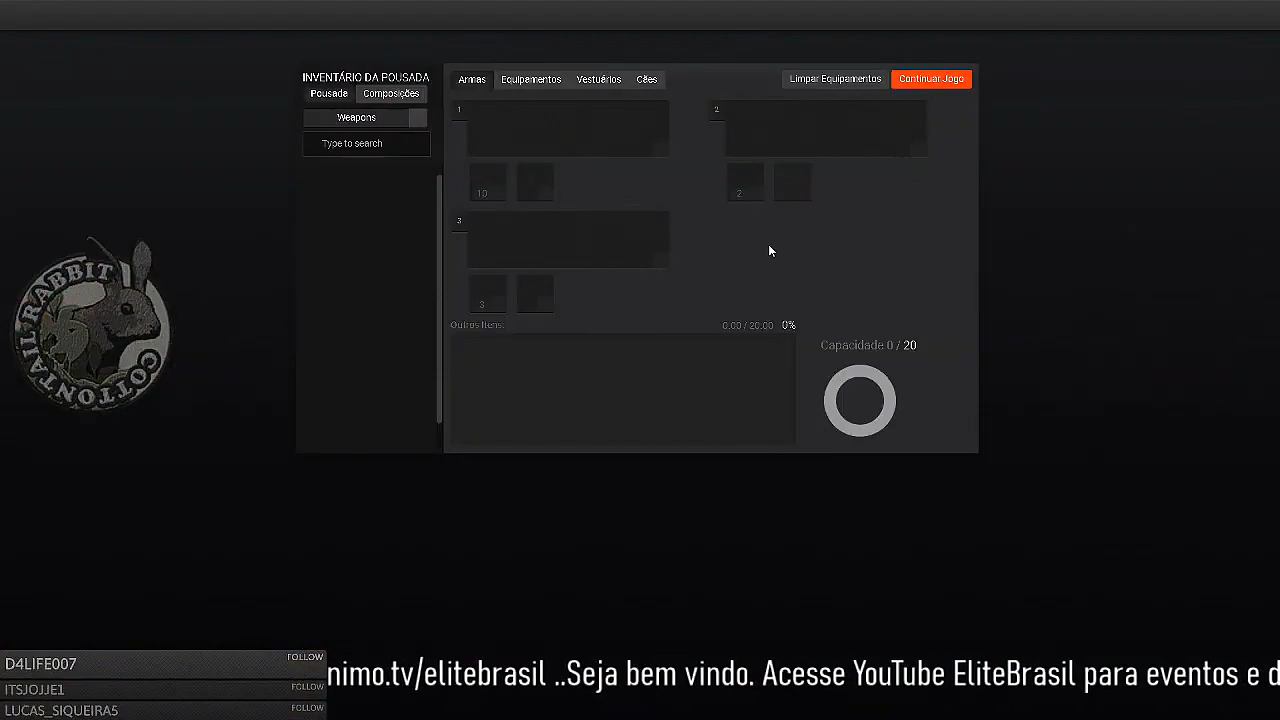 INVENTÁRIO DA POUSADA
Pousada Composições
Weapons
Type to search
Armas Equipamentos Vestuários Cães
Limpar Equipamentos Continuar Jogo
1
2
10
2
3
3
Outros Itens:
0.00 / 20.00 0%
Capacidade 0 / 20
COTTONTAIL RABBIT
D4LIFE007 FOLLOW
ITSJOJJE1 FOLLOW
LUCAS_SIQUEIRA5 FOLLOW
nimo.tv/elitebrasil ..Seja bem vindo. Acesse YouTube EliteBrasil para eventos e d